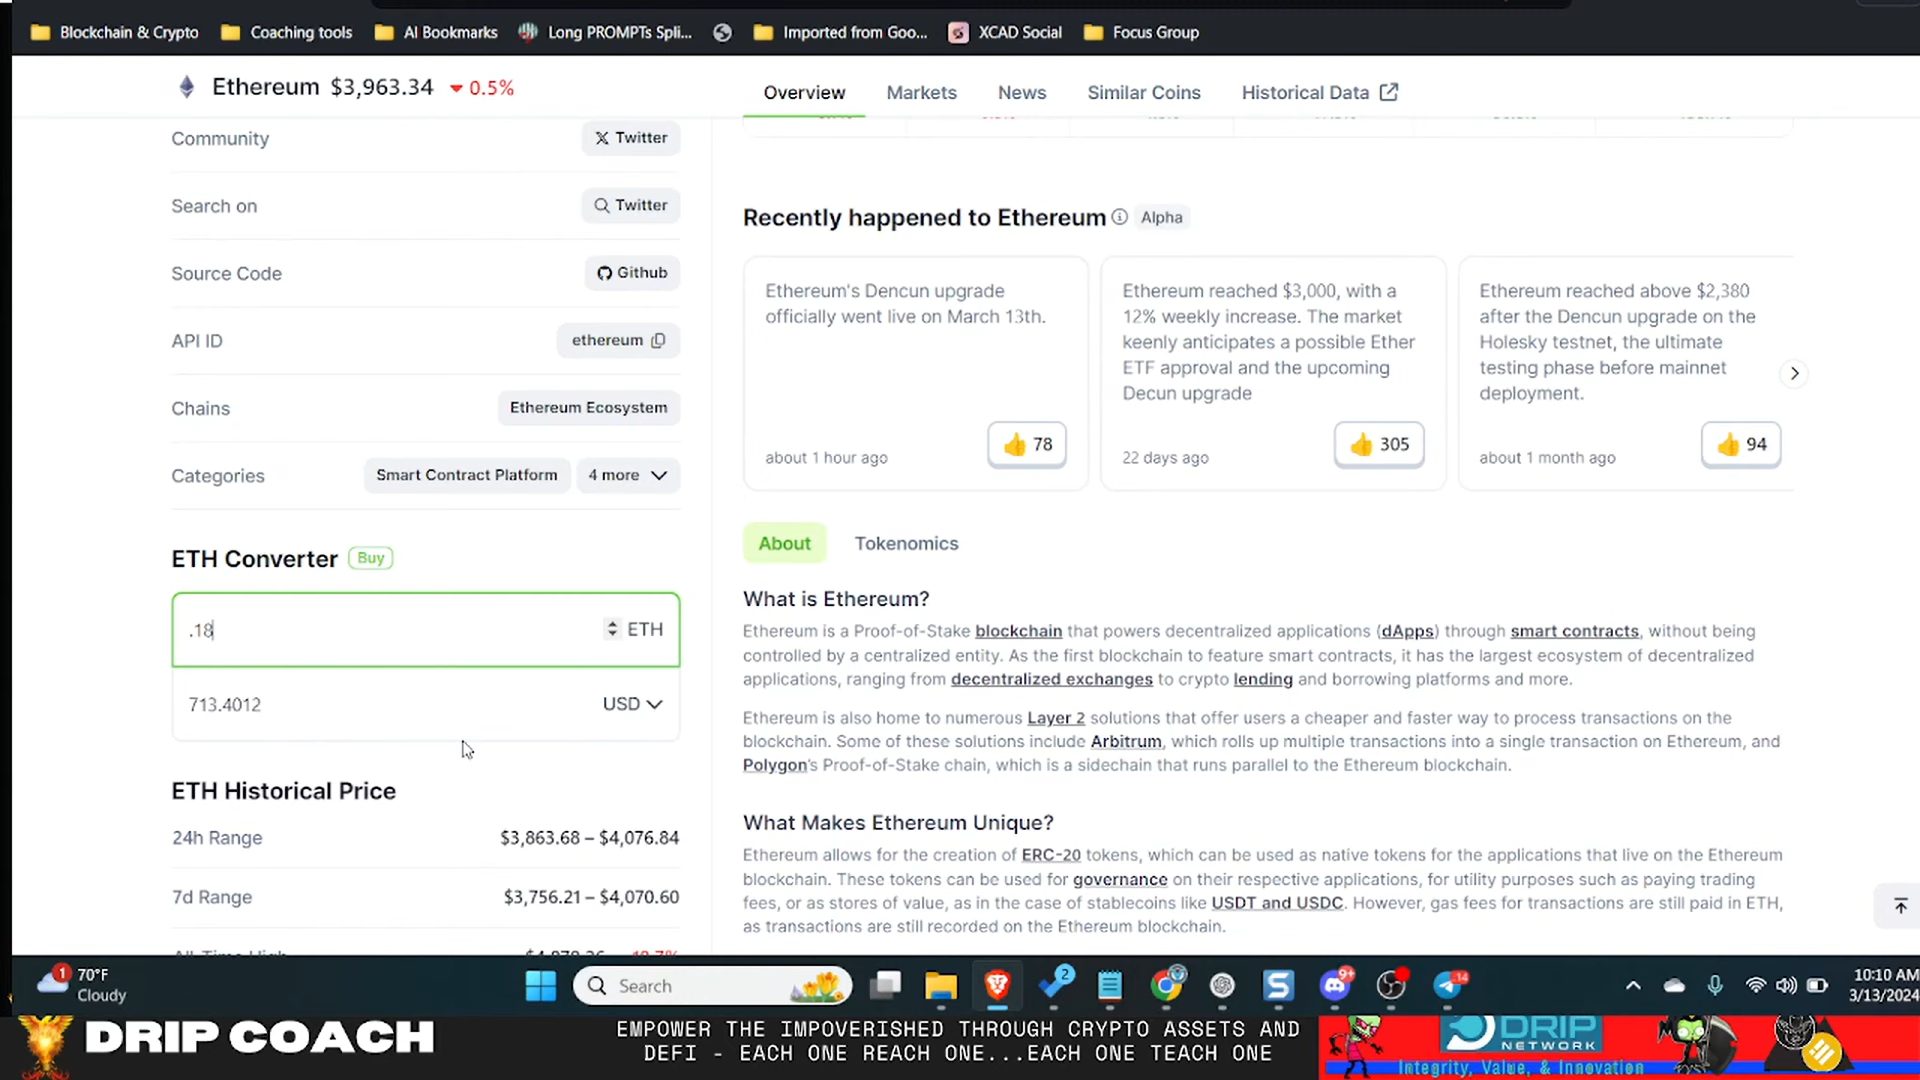 Blockchain & Crypto
Coaching tools
AI Bookmarks
Long PROMPTs Spli...
Imported from Goo...
XCAD Social
Focus Group
Ethereum $3,963.34 0.5%
Overview
Markets
News
Similar Coins
Historical Data
Community
Twitter
Search on
Twitter
Source Code
Github
API ID
ethereum
Chains
Ethereum Ecosystem
Categories
Smart Contract Platform
4 more
ETH Converter Buy
.18
ETH
713.4012
USD
ETH Historical Price
24h Range
$3,863.68 – $4,076.84
7d Range
$3,756.21 – $4,070.60
Recently happened to Ethereum Alpha
Ethereum's Dencun upgrade
officially went live on March 13th.
about 1 hour ago
78
Ethereum reached $3,000, with a
12% weekly increase. The market
keenly anticipates a possible Ether
ETF approval and the upcoming
Decun upgrade
22 days ago
305
Ethereum reached above $2,380
after the Dencun upgrade on the
Holesky testnet, the ultimate
testing phase before mainnet
deployment.
about 1 month ago
94
About
Tokenomics
What is Ethereum?
Ethereum is a Proof-of-Stake blockchain that powers decentralized applications (dApps) through smart contracts, without being
controlled by a centralized entity. As the first blockchain to feature smart contracts, it has the largest ecosystem of decentralized
applications, ranging from decentralized exchanges to crypto lending and borrowing platforms and more.
Ethereum is also home to numerous Layer 2 solutions that offer users a cheaper and faster way to process transactions on the
blockchain. Some of these solutions include Arbitrum, which rolls up multiple transactions into a single transaction on Ethereum, and
Polygon's Proof-of-Stake chain, which is a sidechain that runs parallel to the Ethereum blockchain.
What Makes Ethereum Unique?
Ethereum allows for the creation of ERC-20 tokens, which can be used as native tokens for the applications that live on the Ethereum
blockchain. These tokens can be used for governance on their respective applications, for utility purposes such as paying trading
fees, or as stores of value, as in the case of stablecoins like USDT and USDC. However, gas fees for transactions are still paid in ETH,
as transactions are still recorded on the Ethereum blockchain.
1
70°F
Cloudy
Search
2
9+
14
10:10 AM
3/13/2024
DRIP COACH
EMPOWER THE IMPOVERISHED THROUGH CRYPTO ASSETS AND
DEFI - EACH ONE REACH ONE...EACH ONE TEACH ONE
DRIP
NETWORK
Integrity, Value, & Innovation